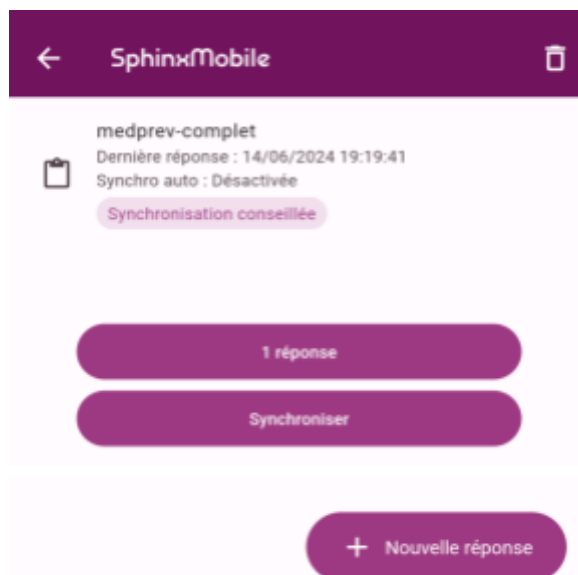 SphinxMobile
medprev-complet
Dernière réponse : 14/06/2024 19:19:41
Synchro auto : Désactivée
Synchronisation conseillée
1 réponse
Synchroniser
+ Nouvelle réponse